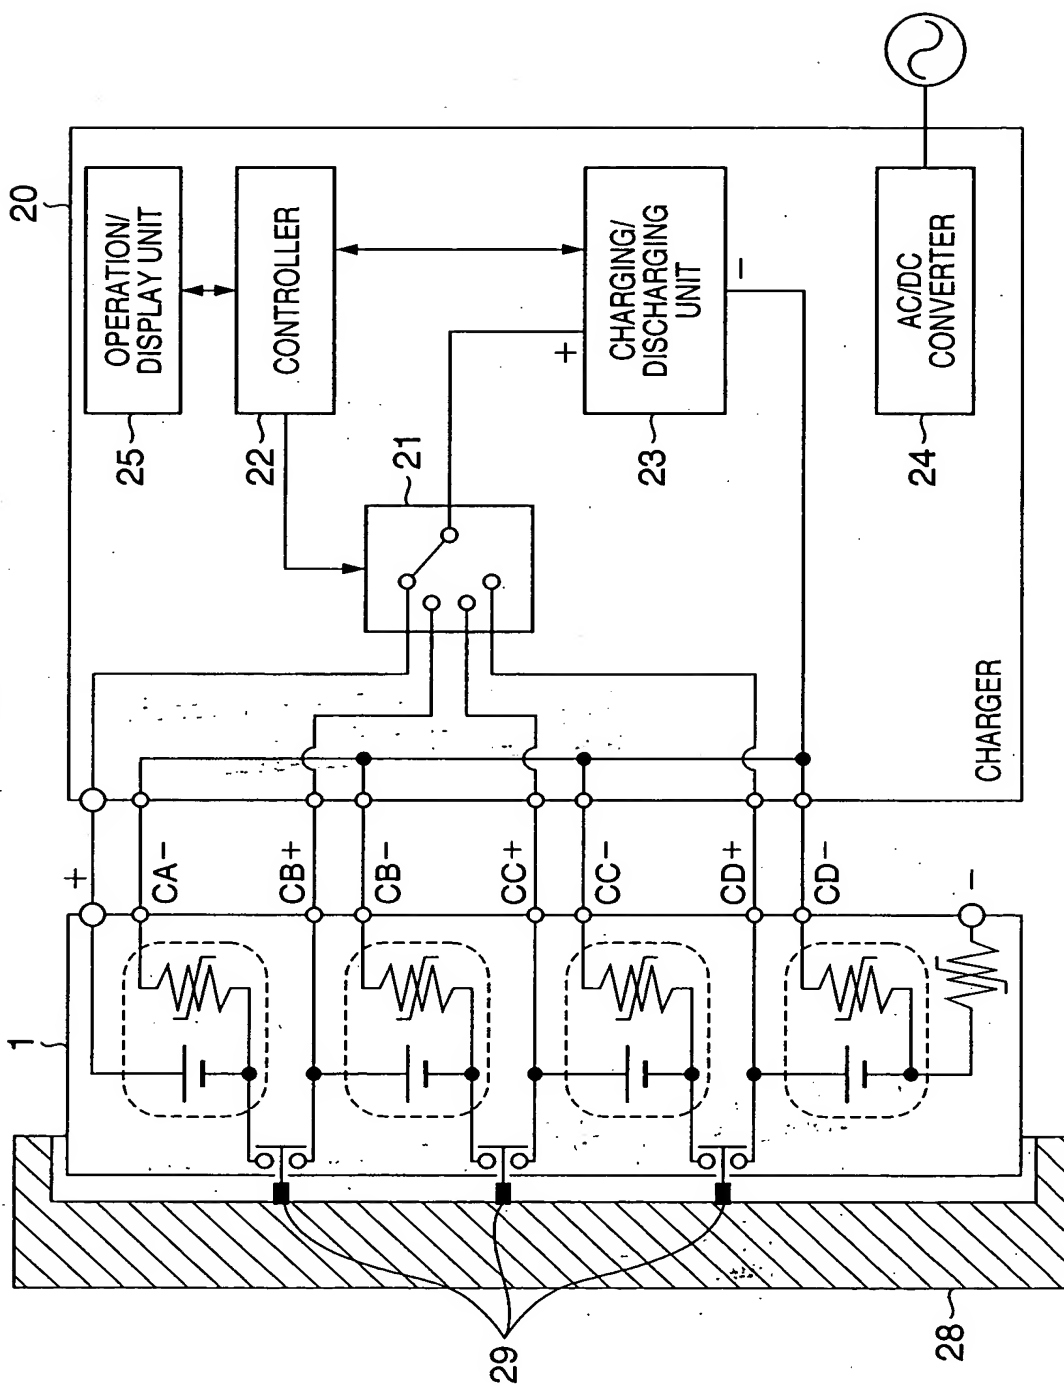 20
OPERATION/
DISPLAY UNIT
25
CONTROLLER
22
21
CHARGING/
DISCHARGING
UNIT
23
+
−
AC/DC
CONVERTER
24
CHARGER
1
+
CA−
CB+
CB−
CC+
CC−
CD+
CD−
−
29
28